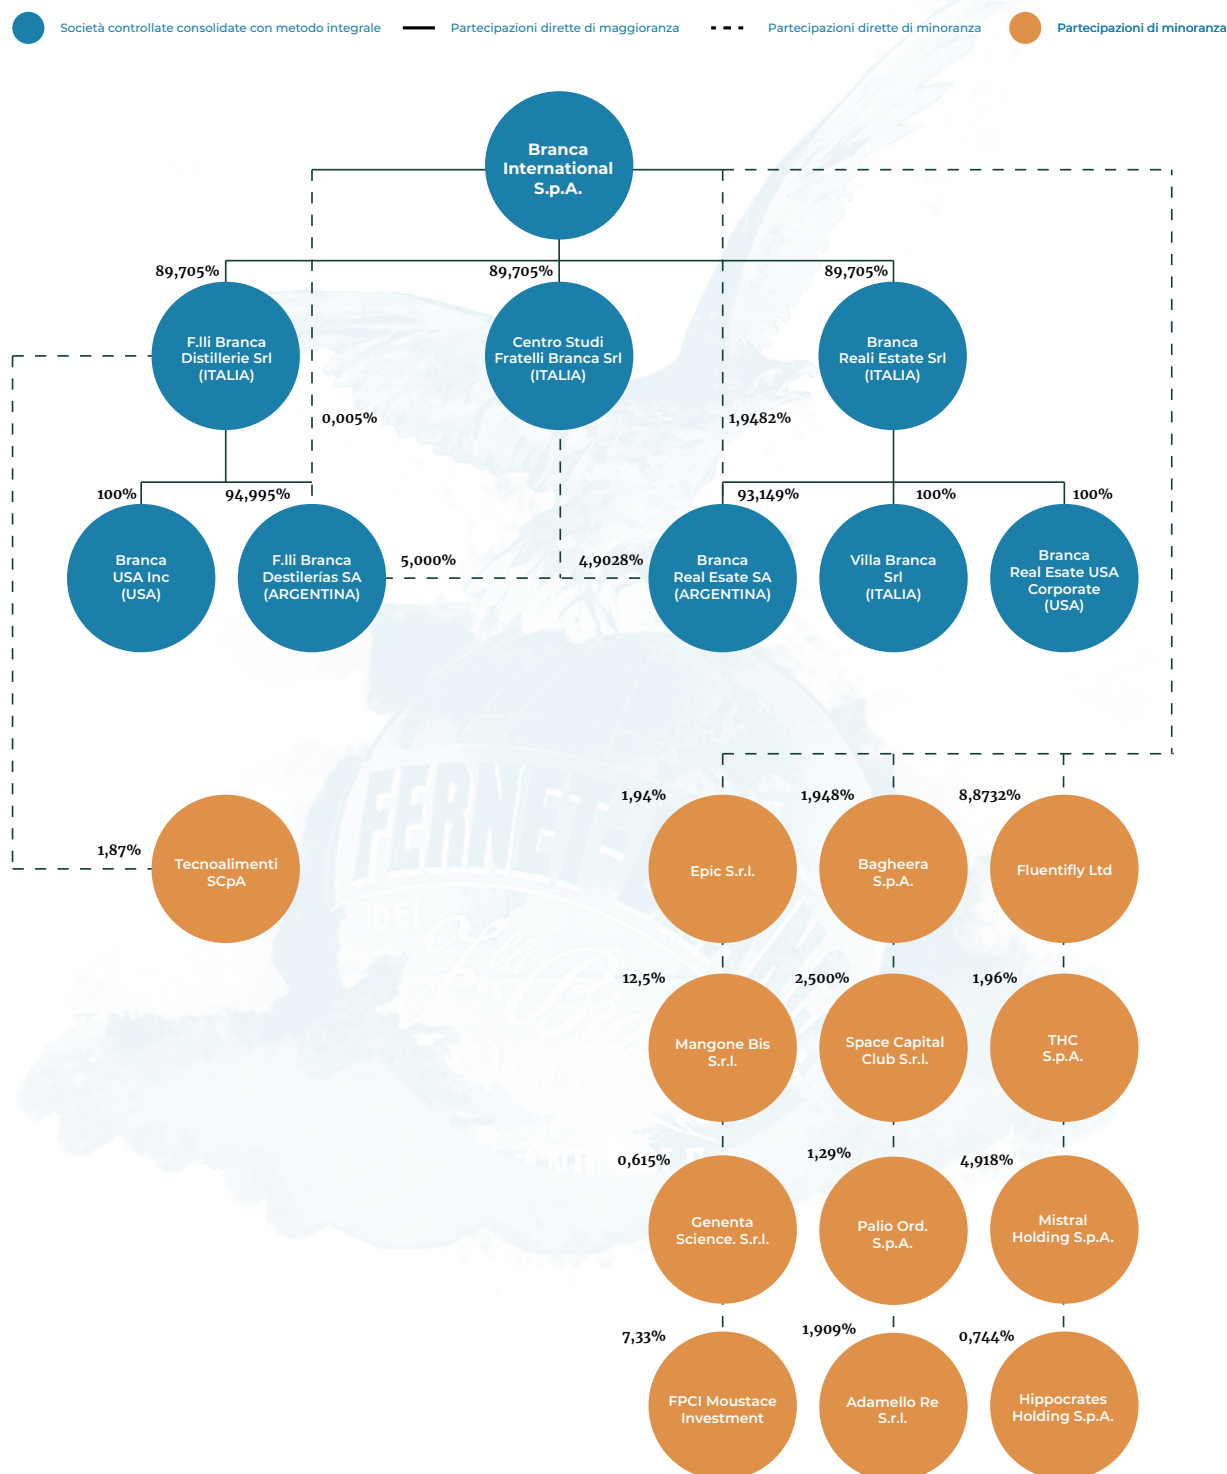 Società controllate consolidate con metodo integrale
Partecipazioni dirette di maggioranza
Partecipazioni dirette di minoranza
Partecipazioni di minoranza
Branca
International
S.p.A.
89,705%
89,705%
89,705%
F.lli Branca
Distillerie Srl
(ITALIA)
Centro Studi
Fratelli Branca Srl
(ITALIA)
Branca
Reali Estate Srl
(ITALIA)
0,005%
1,9482%
100%
94,995%
93,149%
100%
100%
Branca
USA Inc
(USA)
F.lli Branca
Destilerías SA
(ARGENTINA)
5,000%
4,9028%
Branca
Real Esate SA
(ARGENTINA)
Villa Branca
Srl
(ITALIA)
Branca
Real Esate USA
Corporate
(USA)
1,87%
Tecnoalimenti
SCpA
1,94%
1,948%
8,8732%
Epic S.r.l.
Bagheera
S.p.A.
Fluentifly Ltd
12,5%
2,500%
1,96%
Mangone Bis
S.r.l.
Space Capital
Club S.r.l.
THC
S.p.A.
0,615%
1,29%
4,918%
Genenta
Science. S.r.l.
Palio Ord.
S.p.A.
Mistral
Holding S.p.A.
7,33%
1,909%
0,744%
FPCI Moustace
Investment
Adamello Re
S.r.l.
Hippocrates
Holding S.p.A.
FERNET-
DEI